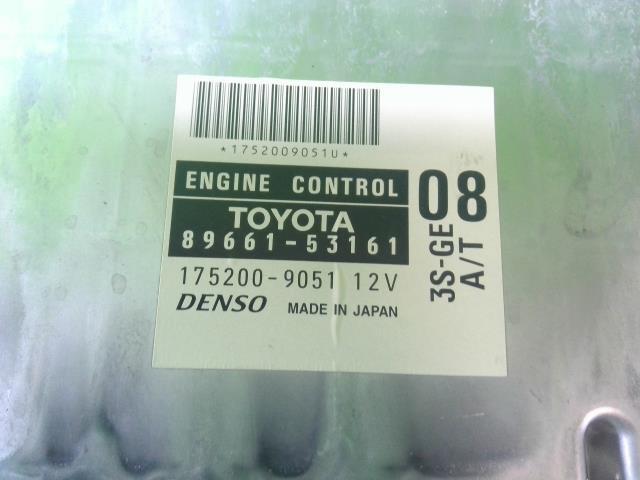 *1752009051U*
ENGINE CONTROL
TOYOTA
89661-53161
175200-9051 12V
DENSO MADE IN JAPAN
08
3S-GE
A/T